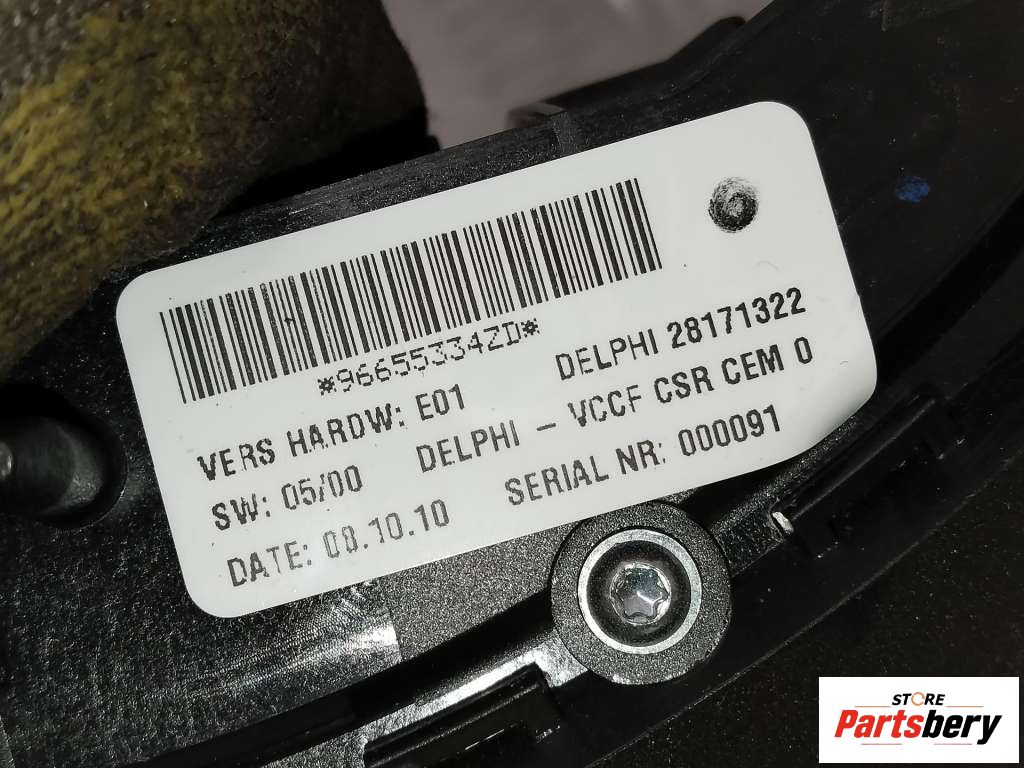 *96655334ZD*
VERS HARDW: E01 DELPHI 28171322
SW: 05/00 DELPHI – VCCF CSR CEM 0
DATE: 08.10.10 SERIAL NR: 000091
STORE
Partsbery